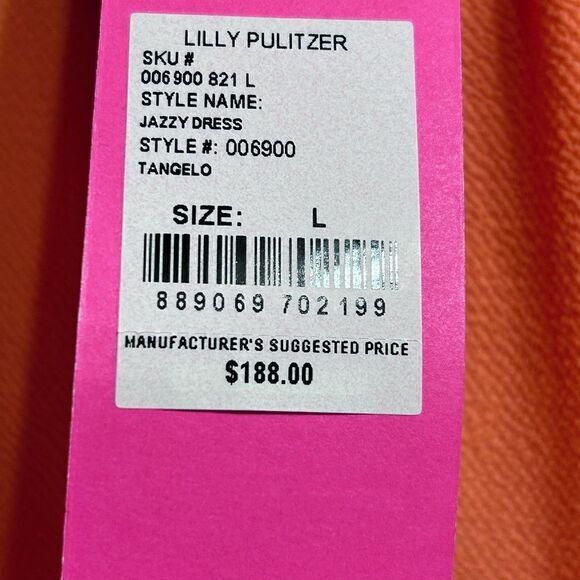 LILLY PULITZER
SKU #
006900 821 L
STYLE NAME:
JAZZY DRESS
STYLE #: 006900
TANGELO
SIZE: L
889069 702199
MANUFACTURER'S SUGGESTED PRICE
$188.00